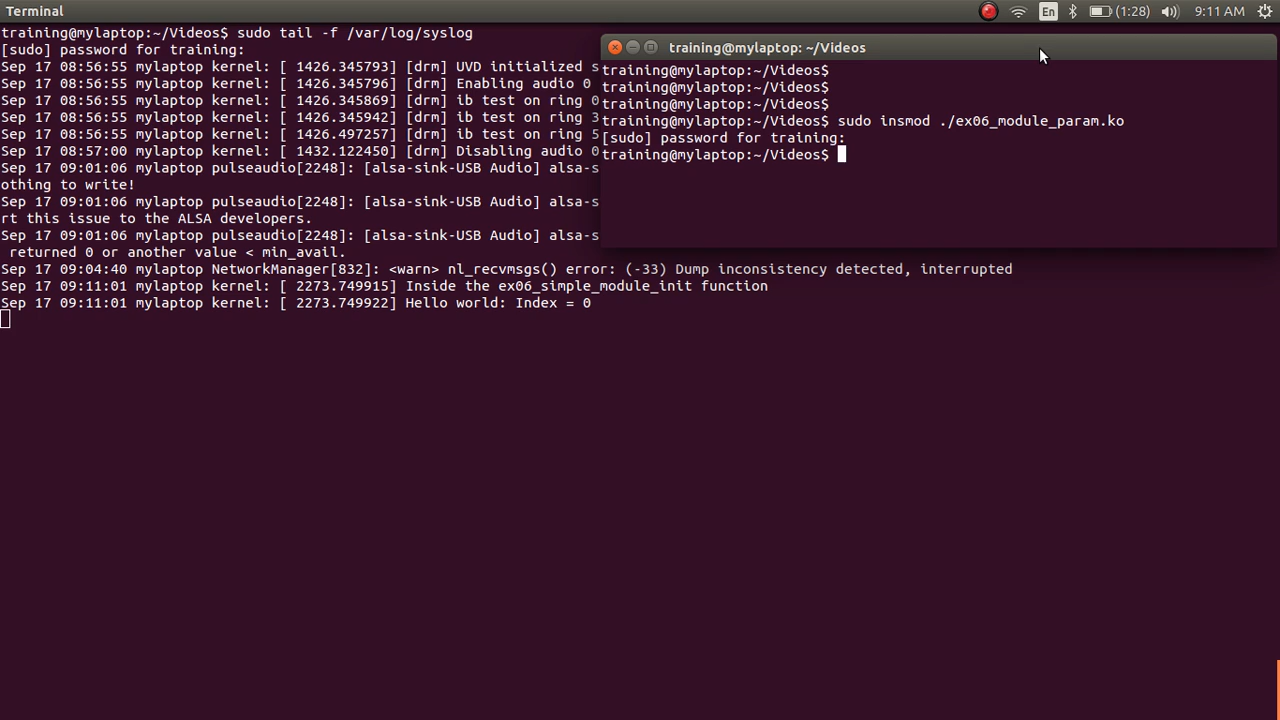 Terminal
En
(1:28)
9:11 AM
training@mylaptop:~/Videos$ sudo tail -f /var/log/syslog
[sudo] password for training:
Sep 17 08:56:55 mylaptop kernel: [ 1426.345793] [drm] UVD initialized s
Sep 17 08:56:55 mylaptop kernel: [ 1426.345796] [drm] Enabling audio 0
Sep 17 08:56:55 mylaptop kernel: [ 1426.345869] [drm] ib test on ring 0
Sep 17 08:56:55 mylaptop kernel: [ 1426.345942] [drm] ib test on ring 3
Sep 17 08:56:55 mylaptop kernel: [ 1426.497257] [drm] ib test on ring 5
Sep 17 08:57:00 mylaptop kernel: [ 1432.122450] [drm] Disabling audio 0
Sep 17 09:01:06 mylaptop pulseaudio[2248]: [alsa-sink-USB Audio] alsa-s
othing to write!
Sep 17 09:01:06 mylaptop pulseaudio[2248]: [alsa-sink-USB Audio] alsa-s
rt this issue to the ALSA developers.
Sep 17 09:01:06 mylaptop pulseaudio[2248]: [alsa-sink-USB Audio] alsa-s
returned 0 or another value < min_avail.
Sep 17 09:04:40 mylaptop NetworkManager[832]: <warn> nl_recvmsgs() error: (-33) Dump inconsistency detected, interrupted
Sep 17 09:11:01 mylaptop kernel: [ 2273.749915] Inside the ex06_simple_module_init function
Sep 17 09:11:01 mylaptop kernel: [ 2273.749922] Hello world: Index = 0
training@mylaptop: ~/Videos
training@mylaptop:~/Videos$
training@mylaptop:~/Videos$
training@mylaptop:~/Videos$
training@mylaptop:~/Videos$ sudo insmod ./ex06_module_param.ko
[sudo] password for training:
training@mylaptop:~/Videos$